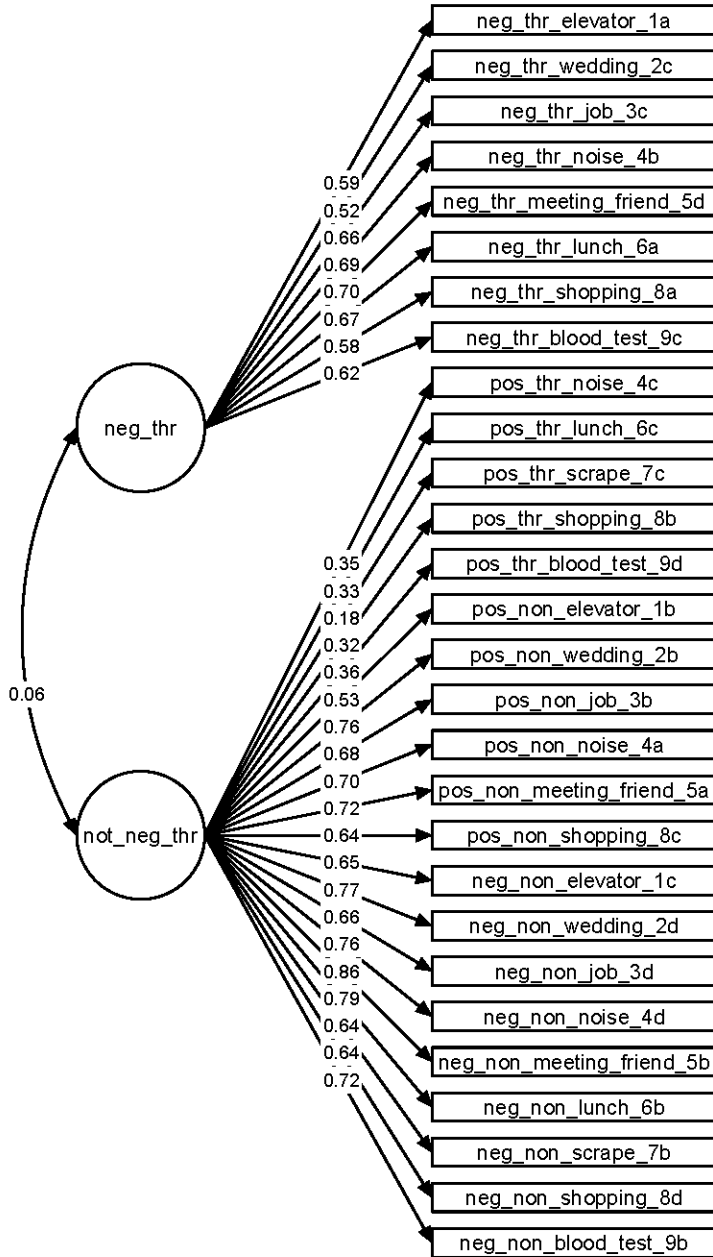 neg_thr_elevator_1a
neg_thr_wedding_2c
neg_thr_job_3c
neg_thr_noise_4b
0.59
neg_thr_meeting_friend_5d
0.52
0.66
neg_thr_lunch_6a
0.69
0.70
neg_thr_shopping_8a
0.67
neg_thr_blood_test_9c
0.58
0.62
pos_thr_noise_4c
neg_thr
pos_thr_lunch_6c
pos_thr_scrape_7c
pos_thr_shopping_8b
0.35
pos_thr_blood_test_9d
0.33
0.18
pos_non_elevator_1b
0.32
pos_non_wedding_2b
0.36
0.06
0.53
pos_non_job_3b
0.76
pos_non_noise_4a
0.68
0.70
pos_non_meeting_friend_5a
0.72
not_neg_thr
0.64
pos_non_shopping_8c
0.65
neg_non_elevator_1c
0.77
neg_non_wedding_2d
0.66
0.76
neg_non_job_3d
0.86
0.79
neg_non_noise_4d
0.64
neg_non_meeting_friend_5b
0.64
0.72
neg_non_lunch_6b
neg_non_scrape_7b
neg_non_shopping_8d
neg_non_blood_test_9b